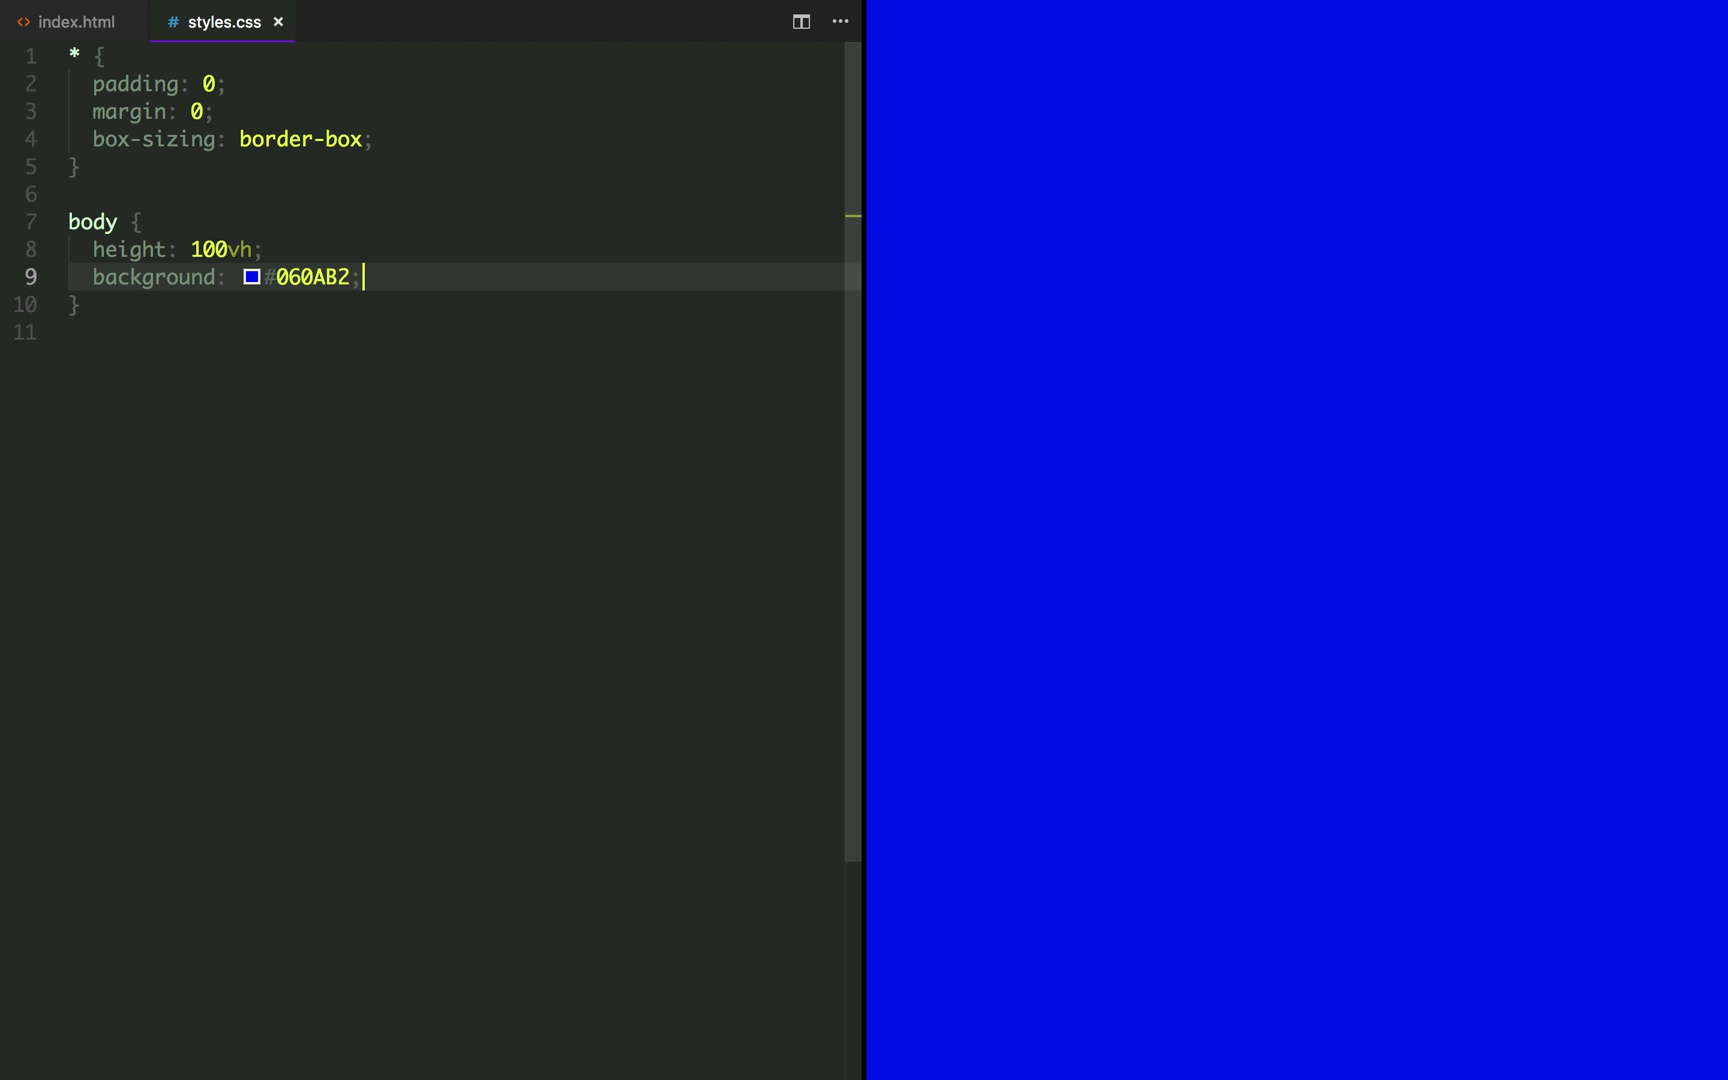 index.html
# styles.css ×
1 * {
2 padding: 0;
3 margin: 0;
4 box-sizing: border-box;
5 }
6
7 body {
8 height: 100vh;
9 background: #060AB2;
10 }
11